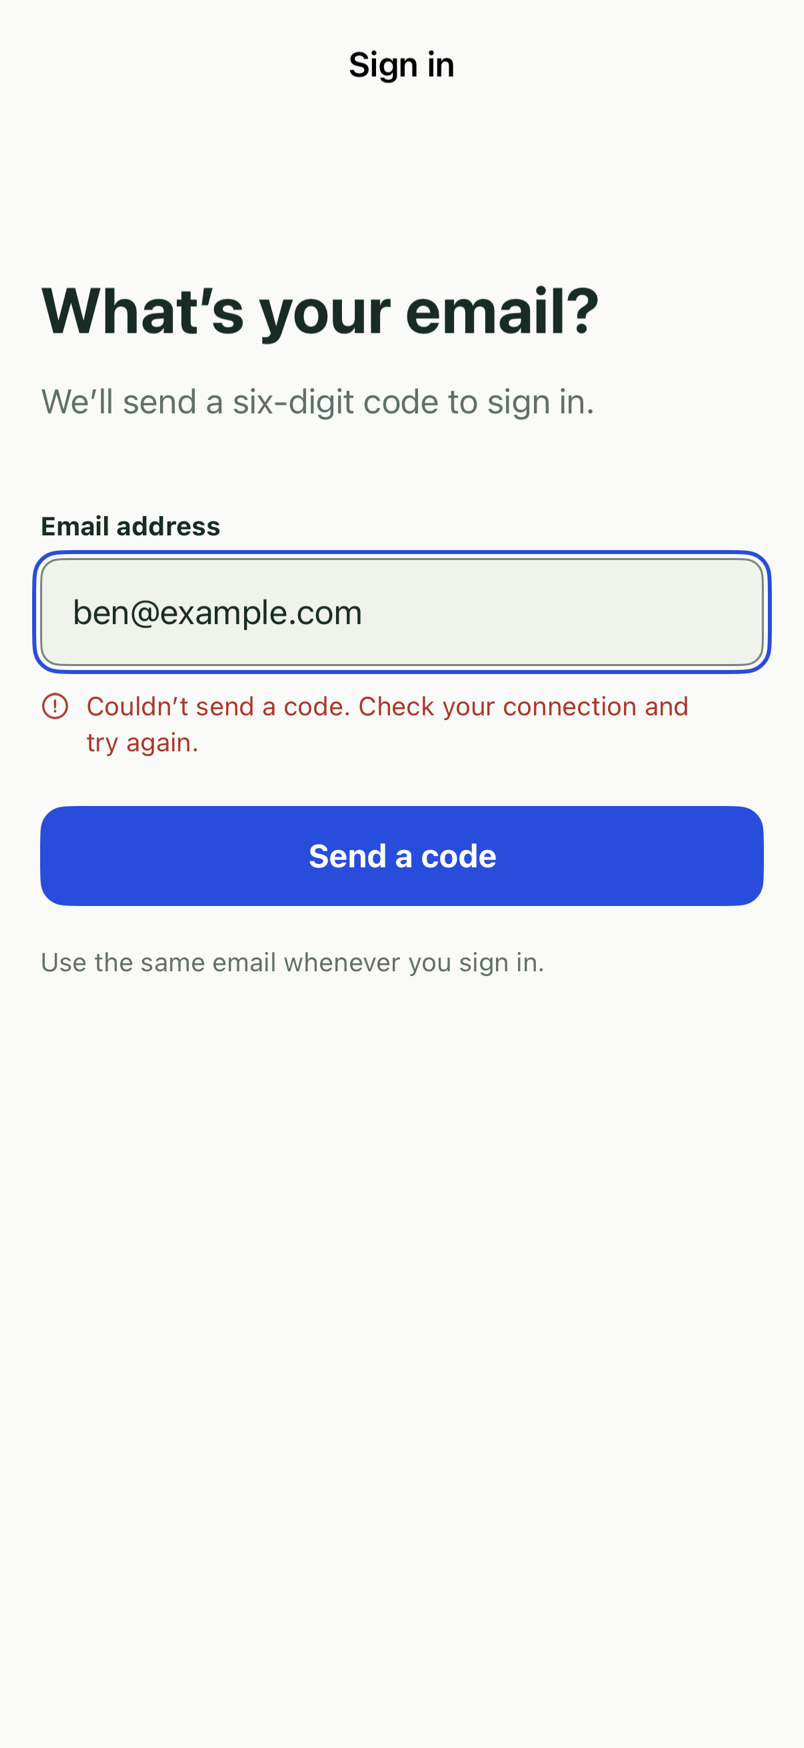 Sign in
What’s your email?
We’ll send a six-digit code to sign in.
Email address
ben@example.com
Couldn’t send a code. Check your connection and
try again.
Send a code
Use the same email whenever you sign in.